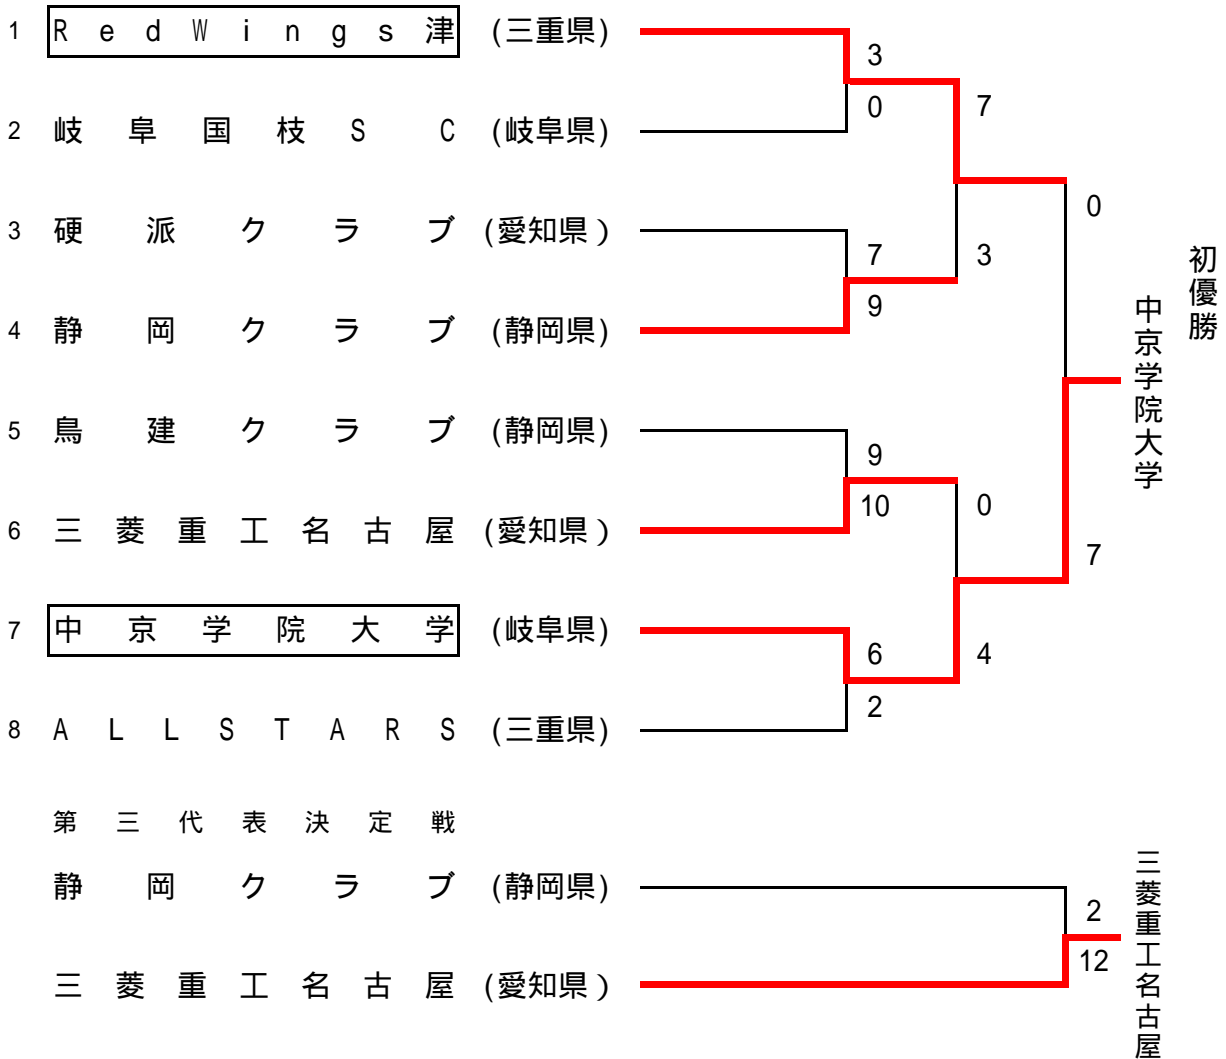 1 RedWings津 (三重県)
3
0
7
2 岐阜国枝SC (岐阜県)
0
3 硬派クラブ (愛知県)
7
3
9
4 静岡クラブ (静岡県)
初優勝
中京学院大学
5 鳥建クラブ (静岡県)
9
10
0
6 三菱重工名古屋 (愛知県)
7
7 中京学院大学 (岐阜県)
6
4
2
8 ALLSTARS (三重県)
第三代表決定戦
静岡クラブ (静岡県)
2
12
三菱重工名古屋 (愛知県)
三菱重工名古屋